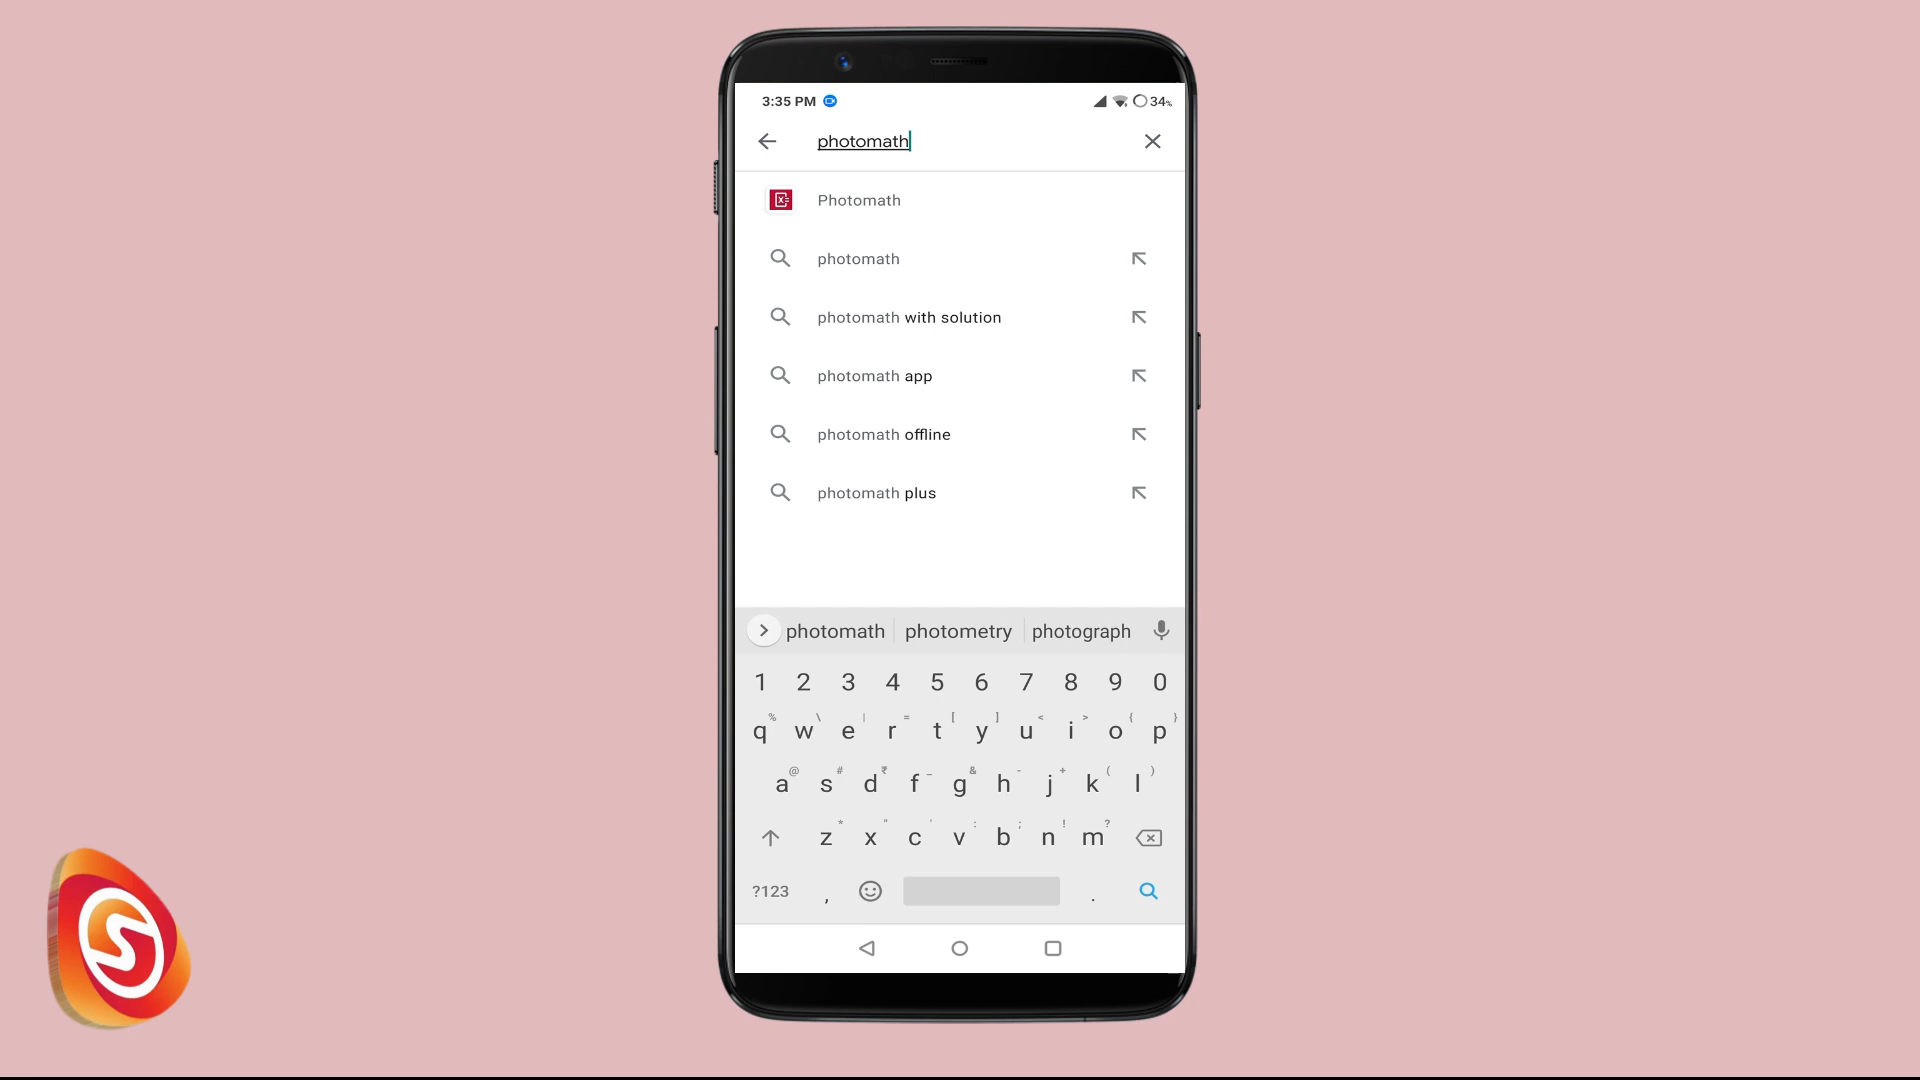 3:35 PM 34%
photomath
Photomath
photomath
photomath with solution
photomath app
photomath offline
photomath plus
photomath photometry photograph
1 2 3 4 5 6 7 8 9 0
q% w\ e| r= t[ y] u< i> o{ p}
a@ s# d₹ f_ g& h- j+ k( l)
z* x" c' v: b; n! m?
?123 , .
S